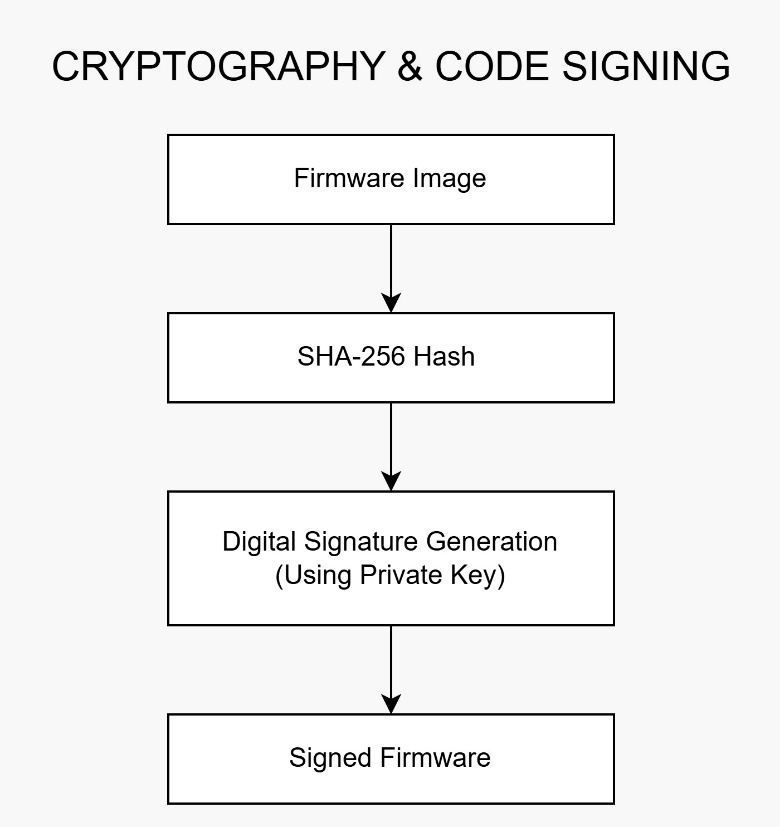 CRYPTOGRAPHY & CODE SIGNING
Firmware Image
SHA-256 Hash
Digital Signature Generation
(Using Private Key)
Signed Firmware